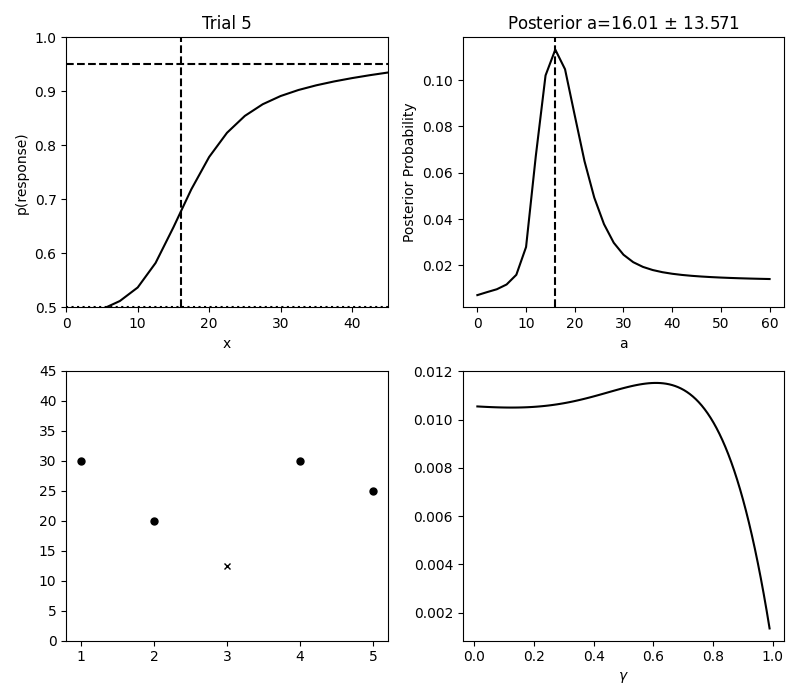 Trial 5
Posterior a=16.01 ± 13.571
1.0
0.9
0.8
0.7
0.6
0.5
p(response)
0 10 20 30 40
x
0.10
0.08
0.06
0.04
0.02
Posterior Probability
0 10 20 30 40 50 60
a
45
40
35
30
25
20
15
10
5
0
1 2 3 4 5
0.012
0.010
0.008
0.006
0.004
0.002
0.0 0.2 0.4 0.6 0.8 1.0
γ